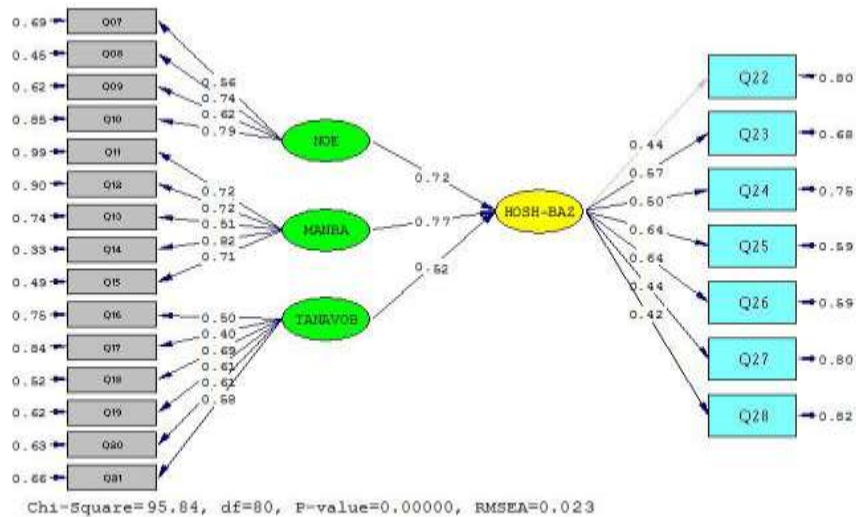 0.69 Q07
0.45 Q08
0.62 Q09
0.85 Q10
0.99 Q11
0.90 Q12
0.74 Q13
0.33 Q14
0.49 Q15
0.75 Q16
0.84 Q17
0.52 Q18
0.62 Q19
0.63 Q20
0.66 Q21
0.56
0.74
0.62
0.79
0.72
0.72
0.51
0.82
0.71
0.50
0.40
0.69
0.61
0.61
0.58
NOE
MANBA
TANAVOB
0.72
0.77
0.52
HOSH-BAZ
0.44
0.57
0.50
0.64
0.64
0.44
0.42
Q22 0.80
Q23 0.68
Q24 0.75
Q25 0.59
Q26 0.59
Q27 0.80
Q28 0.82
Chi-Square=95.84, df=80, P-value=0.00000, RMSEA=0.023